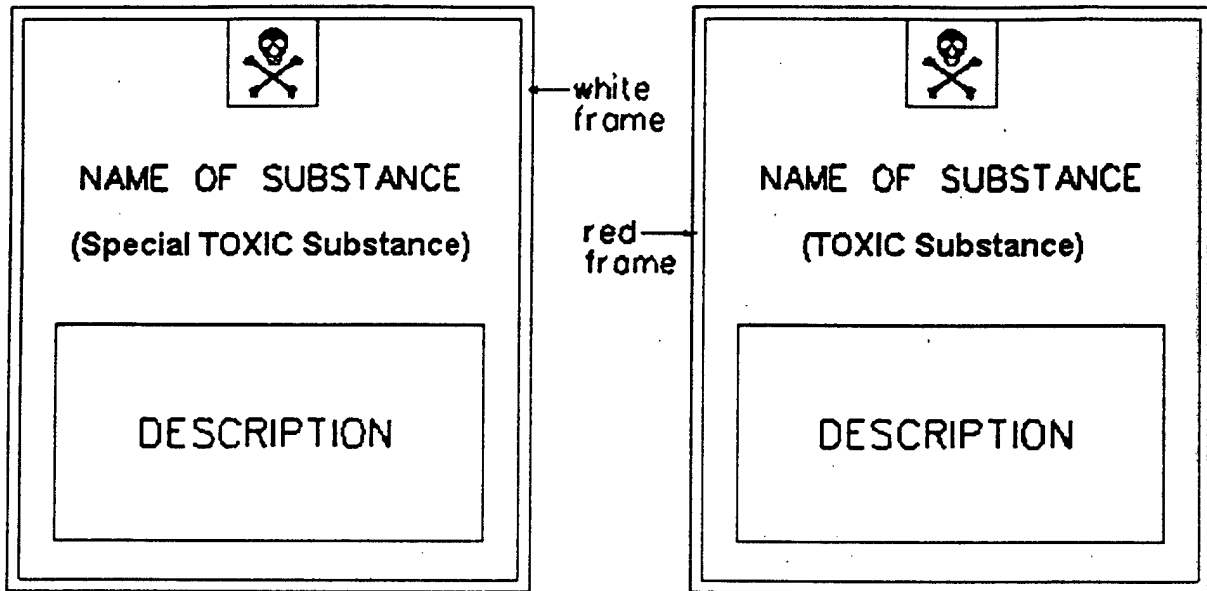 NAME OF SUBSTANCE
(Special TOXIC Substance)
DESCRIPTION
white
frame
red
frame
NAME OF SUBSTANCE
(TOXIC Substance)
DESCRIPTION